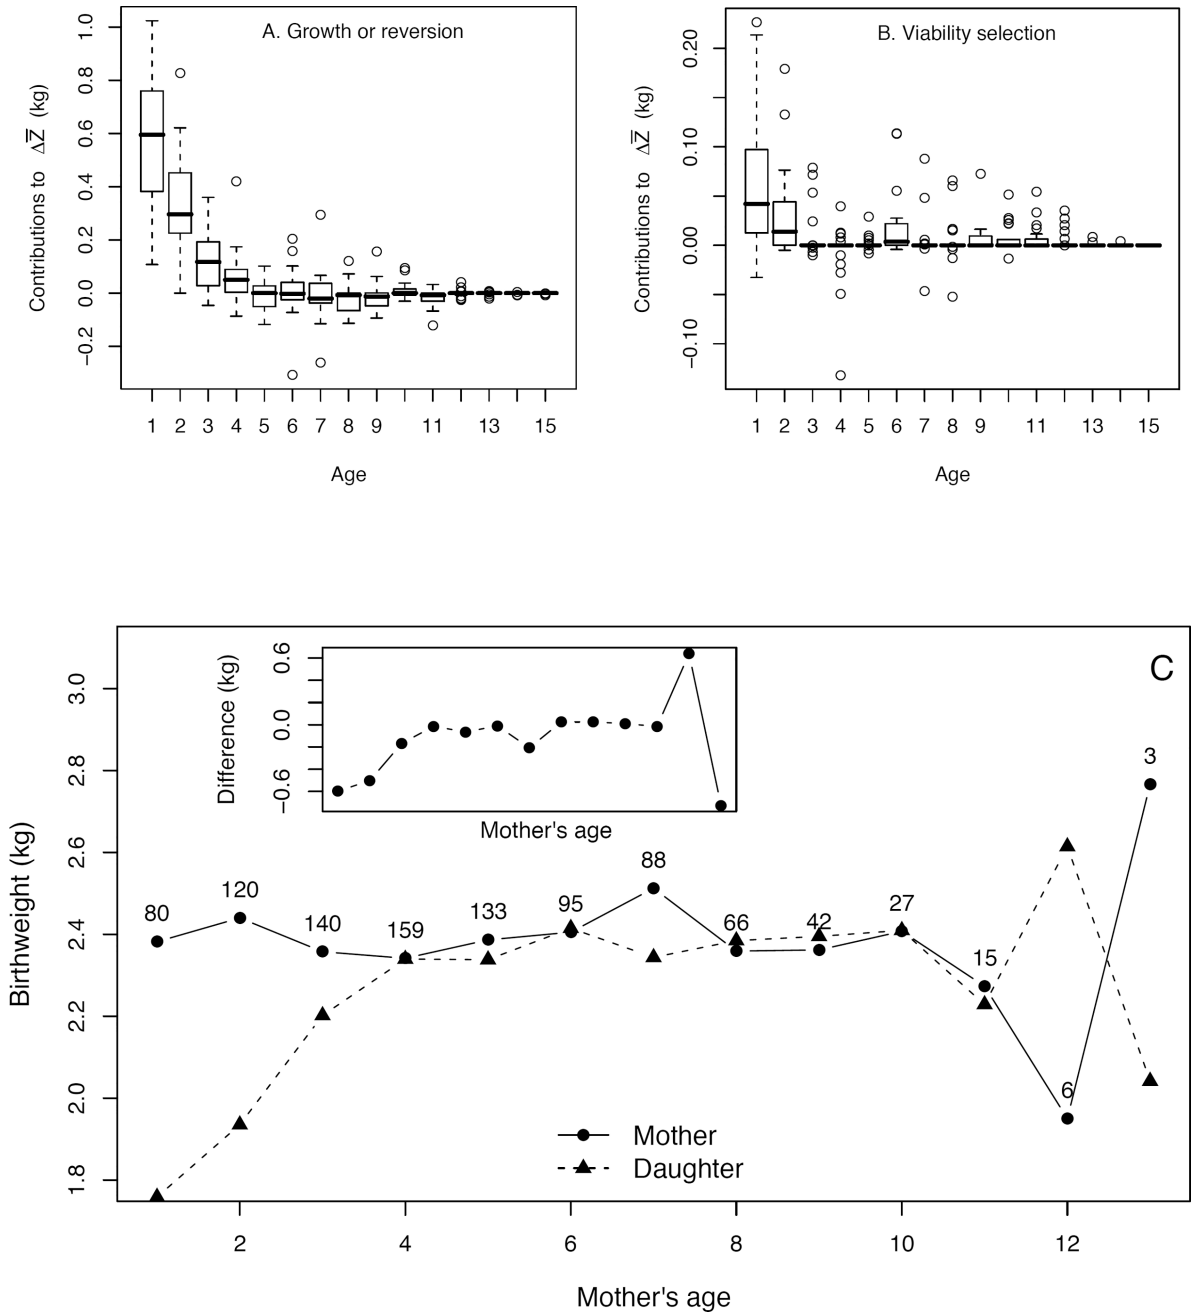 A. Growth or reversion
Contributions to ΔZ̅ (kg)
1.0
0.8
0.6
0.4
0.2
0.0
−0.2
1 2 3 4 5 6 7 8 9 11 13 15
Age
B. Viability selection
Contributions to ΔZ̅ (kg)
0.20
0.10
0.00
−0.10
1 2 3 4 5 6 7 8 9 11 13 15
Age
C
Difference (kg)
0.6
0.0
−0.6
Mother's age
Birthweight (kg)
3.0
2.8
2.6
2.4
2.2
2.0
1.8
80 120 140 159 133 95 88 66 42 27 15 6 3
Mother
Daughter
2 4 6 8 10 12
Mother's age